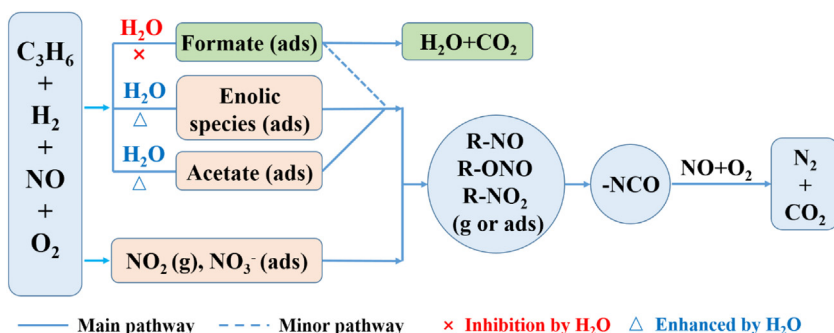 C₃H₆
+
H₂
+
NO
+
O₂
H₂O
×
Formate (ads)
H₂O+CO₂
H₂O
△
Enolic
species (ads)
H₂O
△
Acetate (ads)
NO₂ (g), NO₃⁻ (ads)
R-NO
R-ONO
R-NO₂
(g or ads)
-NCO
NO+O₂
N₂
+
CO₂
Main pathway
Minor pathway
× Inhibition by H₂O
△ Enhanced by H₂O